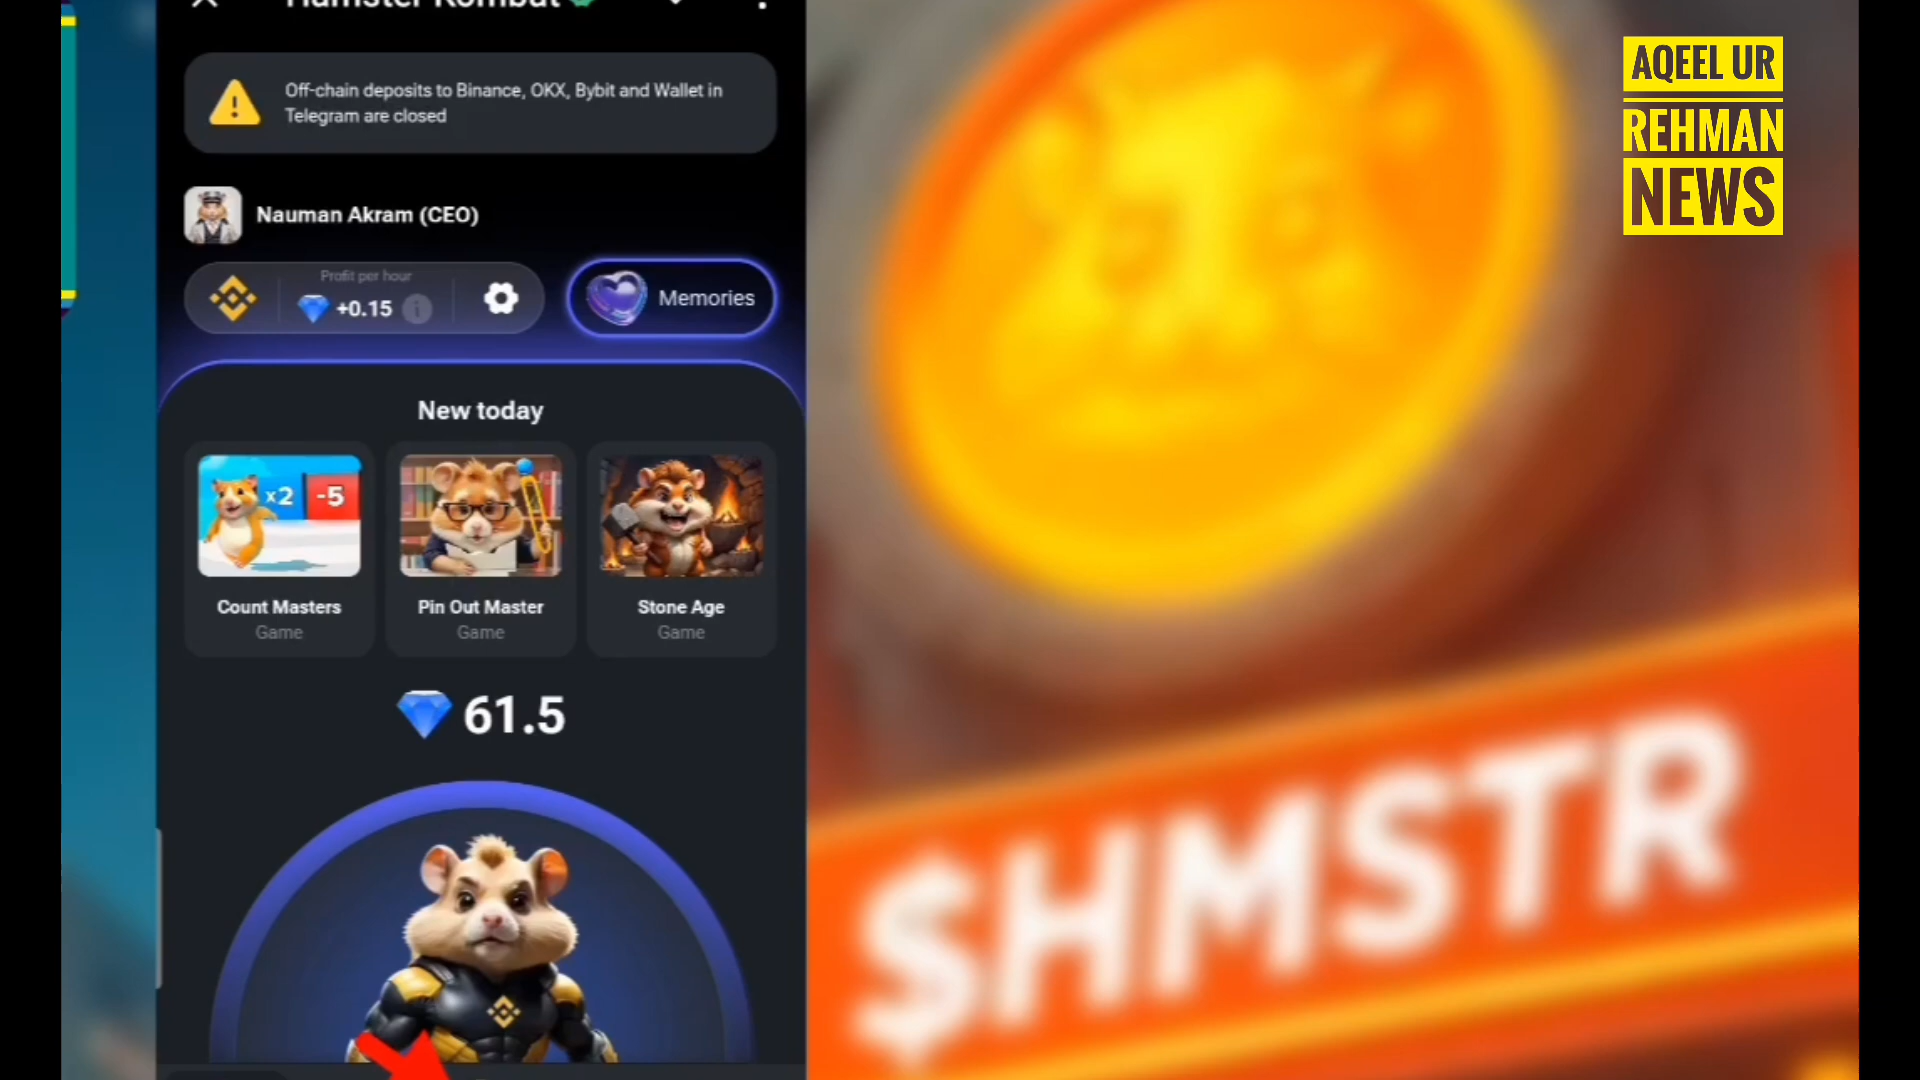 Hamster Kombat
Off-chain deposits to Binance, OKX, Bybit and Wallet in
Telegram are closed
Nauman Akram (CEO)
Profit per hour
+0.15
Memories
New today
x2
-5
Count Masters
Game
Pin Out Master
Game
Stone Age
Game
61.5
$HMSTR
AQEEL UR
REHMAN
NEWS